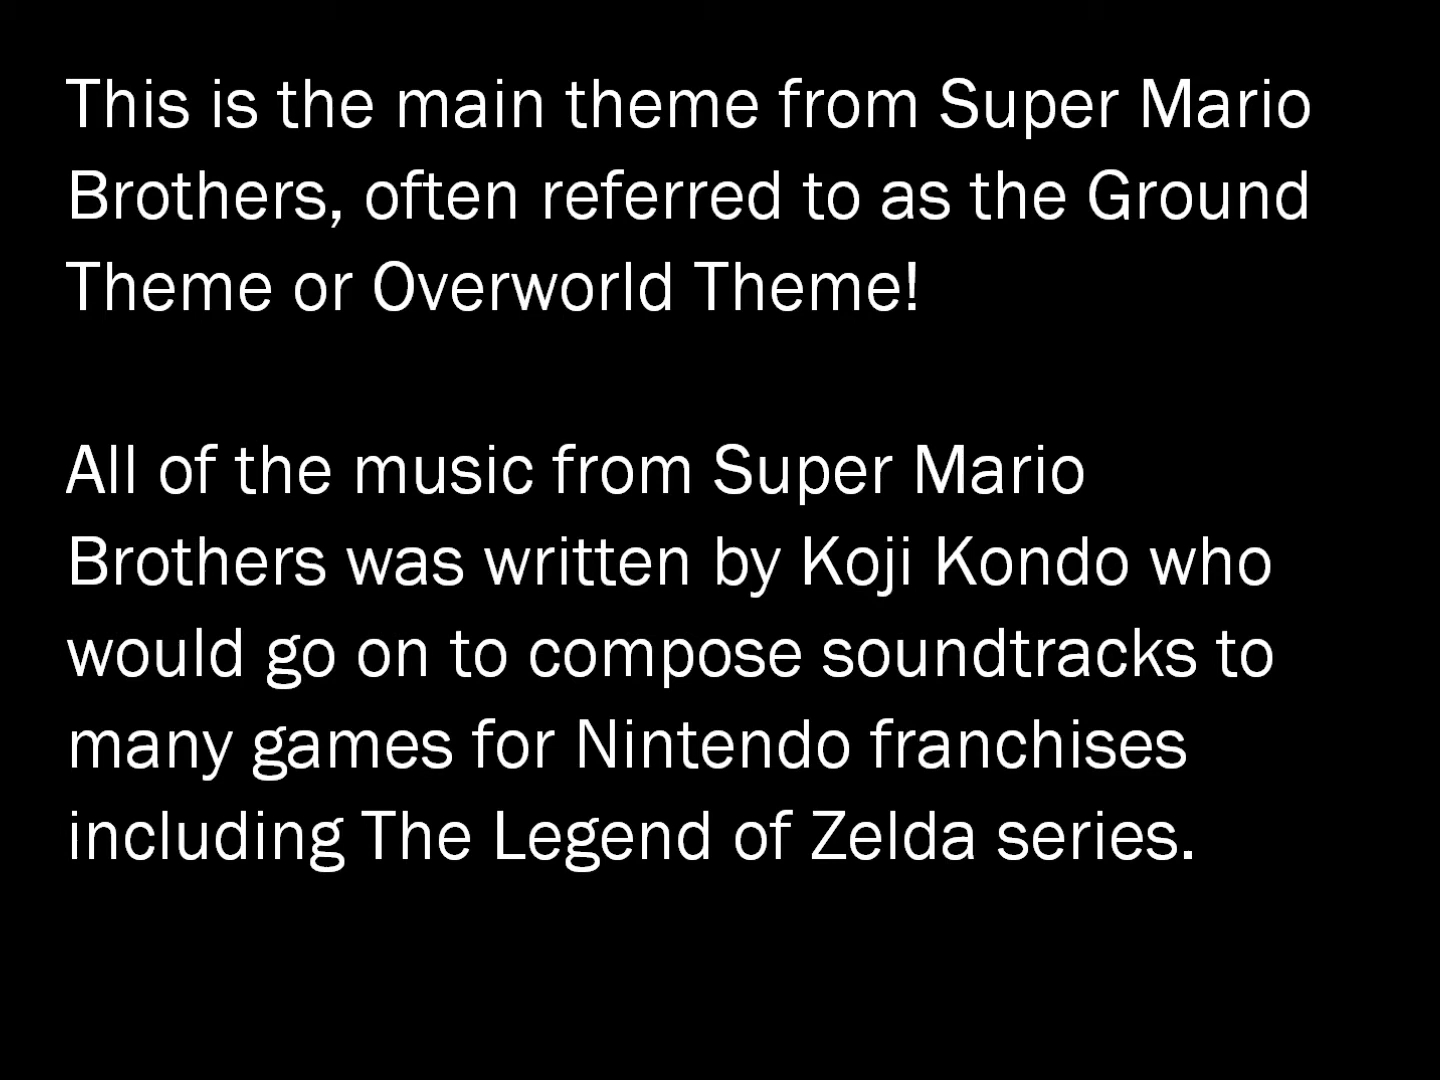 This is the main theme from Super Mario
Brothers, often referred to as the Ground
Theme or Overworld Theme!
All of the music from Super Mario
Brothers was written by Koji Kondo who
would go on to compose soundtracks to
many games for Nintendo franchises
including The Legend of Zelda series.